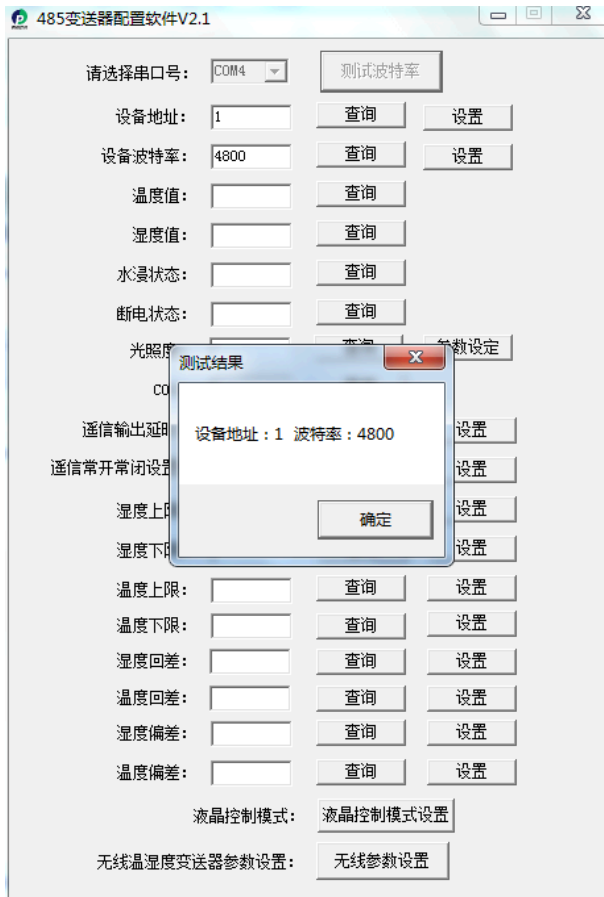 485变送器配置软件V2.1
请选择串口号： COM4 测试波特率
设备地址： 1 查询 设置
设备波特率： 4800 查询 设置
温度值： 查询
湿度值： 查询
水浸状态： 查询
断电状态： 查询
光照度 查询 参数设定
测试结果
CO
设备地址：1 波特率：4800
遥信输出延时 设置
遥信常开常闭设置 设置
湿度上限 设置
确定
湿度下限 设置
温度上限： 查询 设置
温度下限： 查询 设置
湿度回差： 查询 设置
温度回差： 查询 设置
湿度偏差： 查询 设置
温度偏差： 查询 设置
液晶控制模式： 液晶控制模式设置
无线温湿度变送器参数设置： 无线参数设置